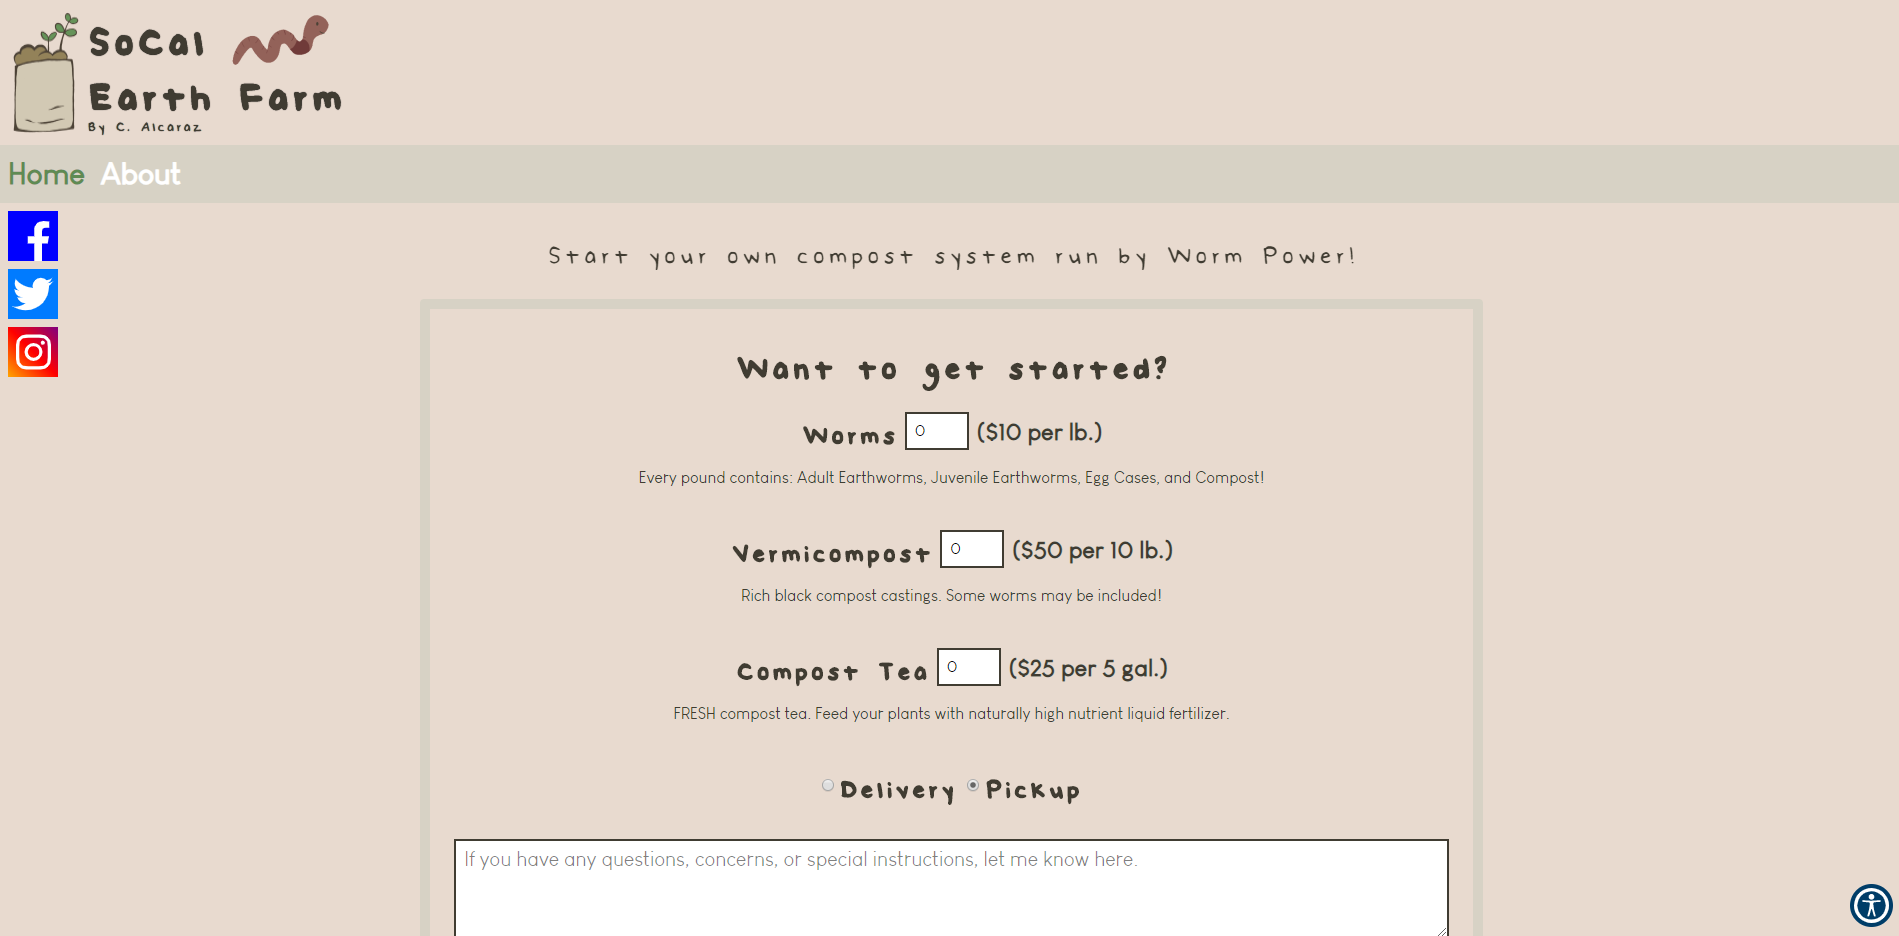 SoCal
Earth Farm
By C. Alcaraz
Home About
Start your own compost system run by Worm Power!
Want to get started?
Worms 0 ($10 per lb.)
Every pound contains: Adult Earthworms, Juvenile Earthworms, Egg Cases, and Compost!
Vermicompost 0 ($50 per 10 lb.)
Rich black compost castings. Some worms may be included!
Compost Tea 0 ($25 per 5 gal.)
FRESH compost tea. Feed your plants with naturally high nutrient liquid fertilizer.
Delivery Pickup
If you have any questions, concerns, or special instructions, let me know here.